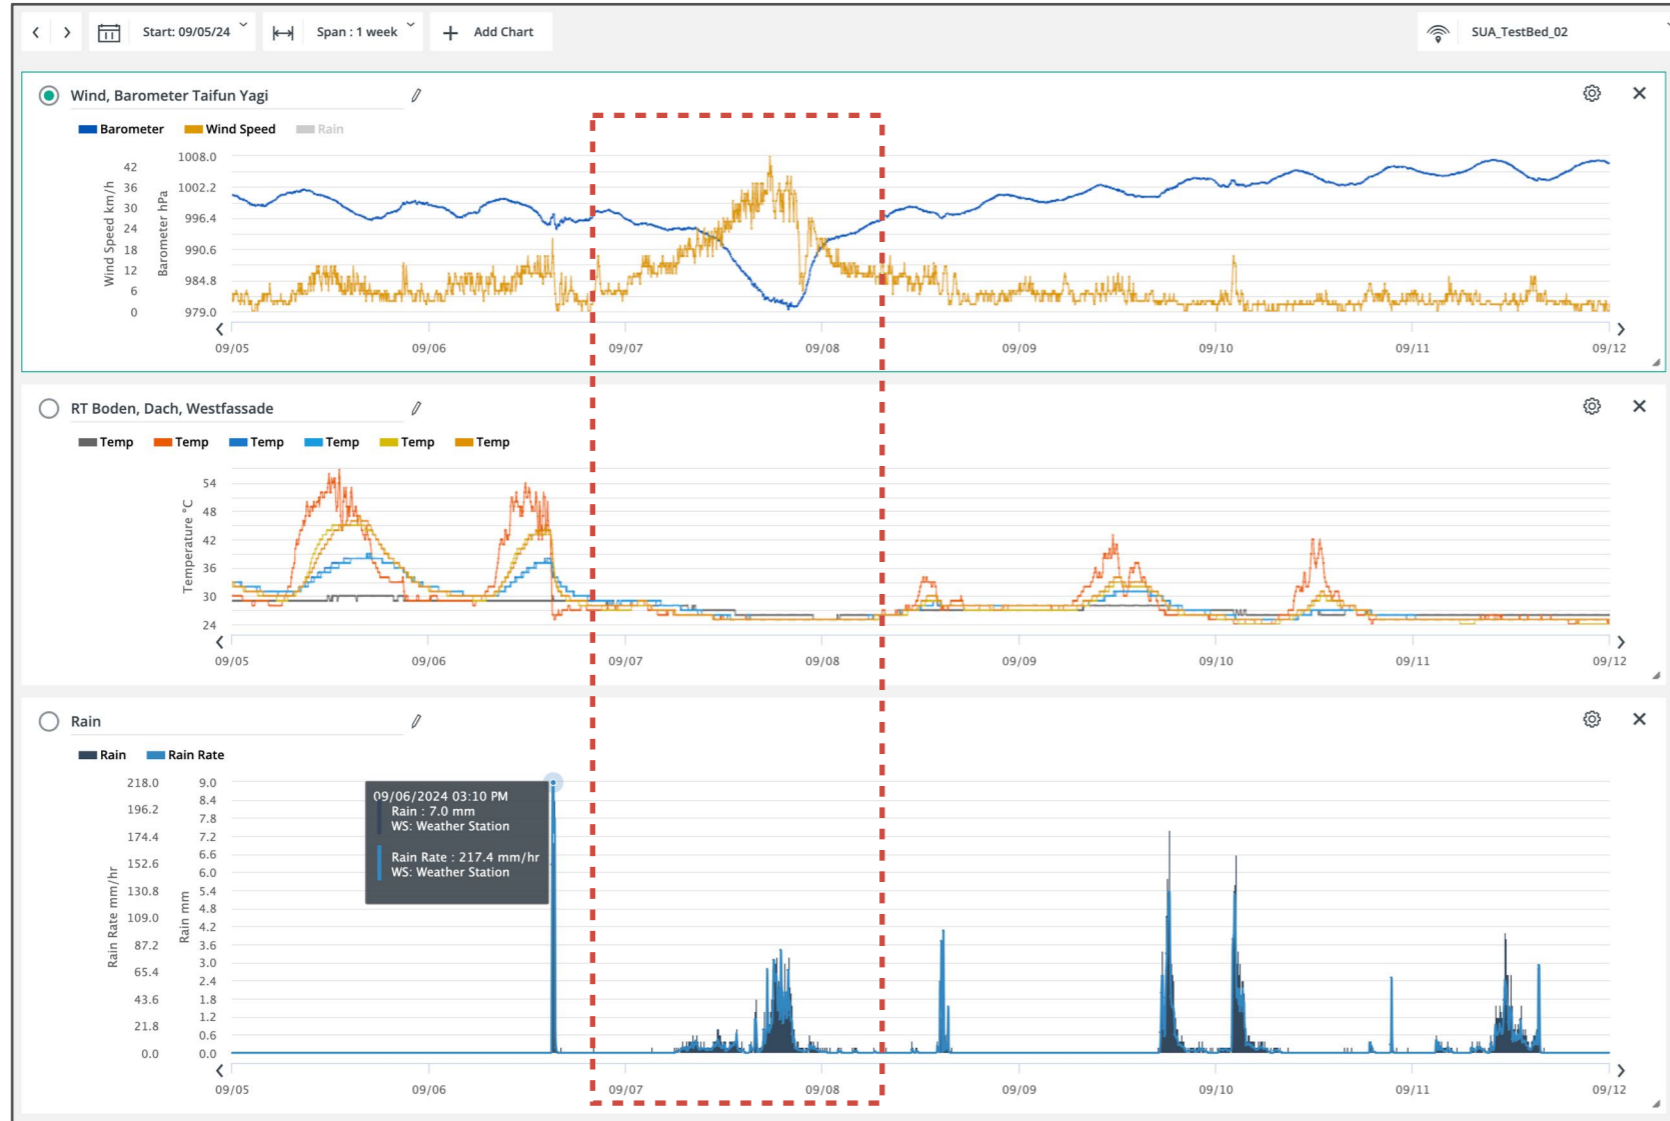 Start: 09/05/24
Span : 1 week
Add Chart
SUA_TestBed_02
Wind, Barometer Taifun Yagi
Barometer Wind Speed Rain
Wind Speed km/h
42
36
30
24
18
12
6
0
Barometer hPa
1008.0
1002.2
996.4
990.6
984.8
979.0
09/05 09/06 09/07 09/08 09/09 09/10 09/11 09/12
RT Boden, Dach, Westfassade
Temp Temp Temp Temp Temp Temp
Temperature °C
54
48
42
36
30
24
09/05 09/06 09/07 09/08 09/09 09/10 09/11 09/12
Rain
Rain Rain Rate
Rain Rate mm/hr
218.0
196.2
174.4
152.6
130.8
109.0
87.2
65.4
43.6
21.8
0.0
Rain mm
9.0
8.4
7.8
7.2
6.6
6.0
5.4
4.8
4.2
3.6
3.0
2.4
1.8
1.2
0.6
0.0
09/06/2024 03:10 PM
Rain : 7.0 mm
WS: Weather Station
Rain Rate : 217.4 mm/hr
WS: Weather Station
09/05 09/06 09/07 09/08 09/09 09/10 09/11 09/12